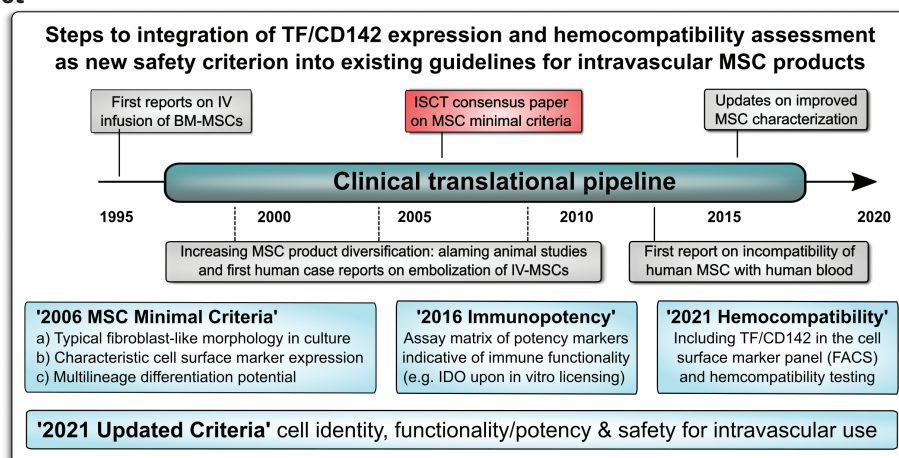 Steps to integration of TF/CD142 expression and hemocompatibility assessment
as new safety criterion into existing guidelines for intravascular MSC products
First reports on IV
infusion of BM-MSCs
ISCT consensus paper
on MSC minimal criteria
Updates on improved
MSC characterization
Clinical translational pipeline
1995 2000 2005 2010 2015 2020
Increasing MSC product diversification: alaming animal studies
and first human case reports on embolization of IV-MSCs
First report on incompatibility of
human MSC with human blood
'2006 MSC Minimal Criteria'
a) Typical fibroblast-like morphology in culture
b) Characteristic cell surface marker expression
c) Multilineage differentiation potential
'2016 Immunopotency'
Assay matrix of potency markers
indicative of immune functionality
(e.g. IDO upon in vitro licensing)
'2021 Hemocompatibility'
Including TF/CD142 in the cell
surface marker panel (FACS)
and hemcompatibility testing
'2021 Updated Criteria' cell identity, functionality/potency & safety for intravascular use